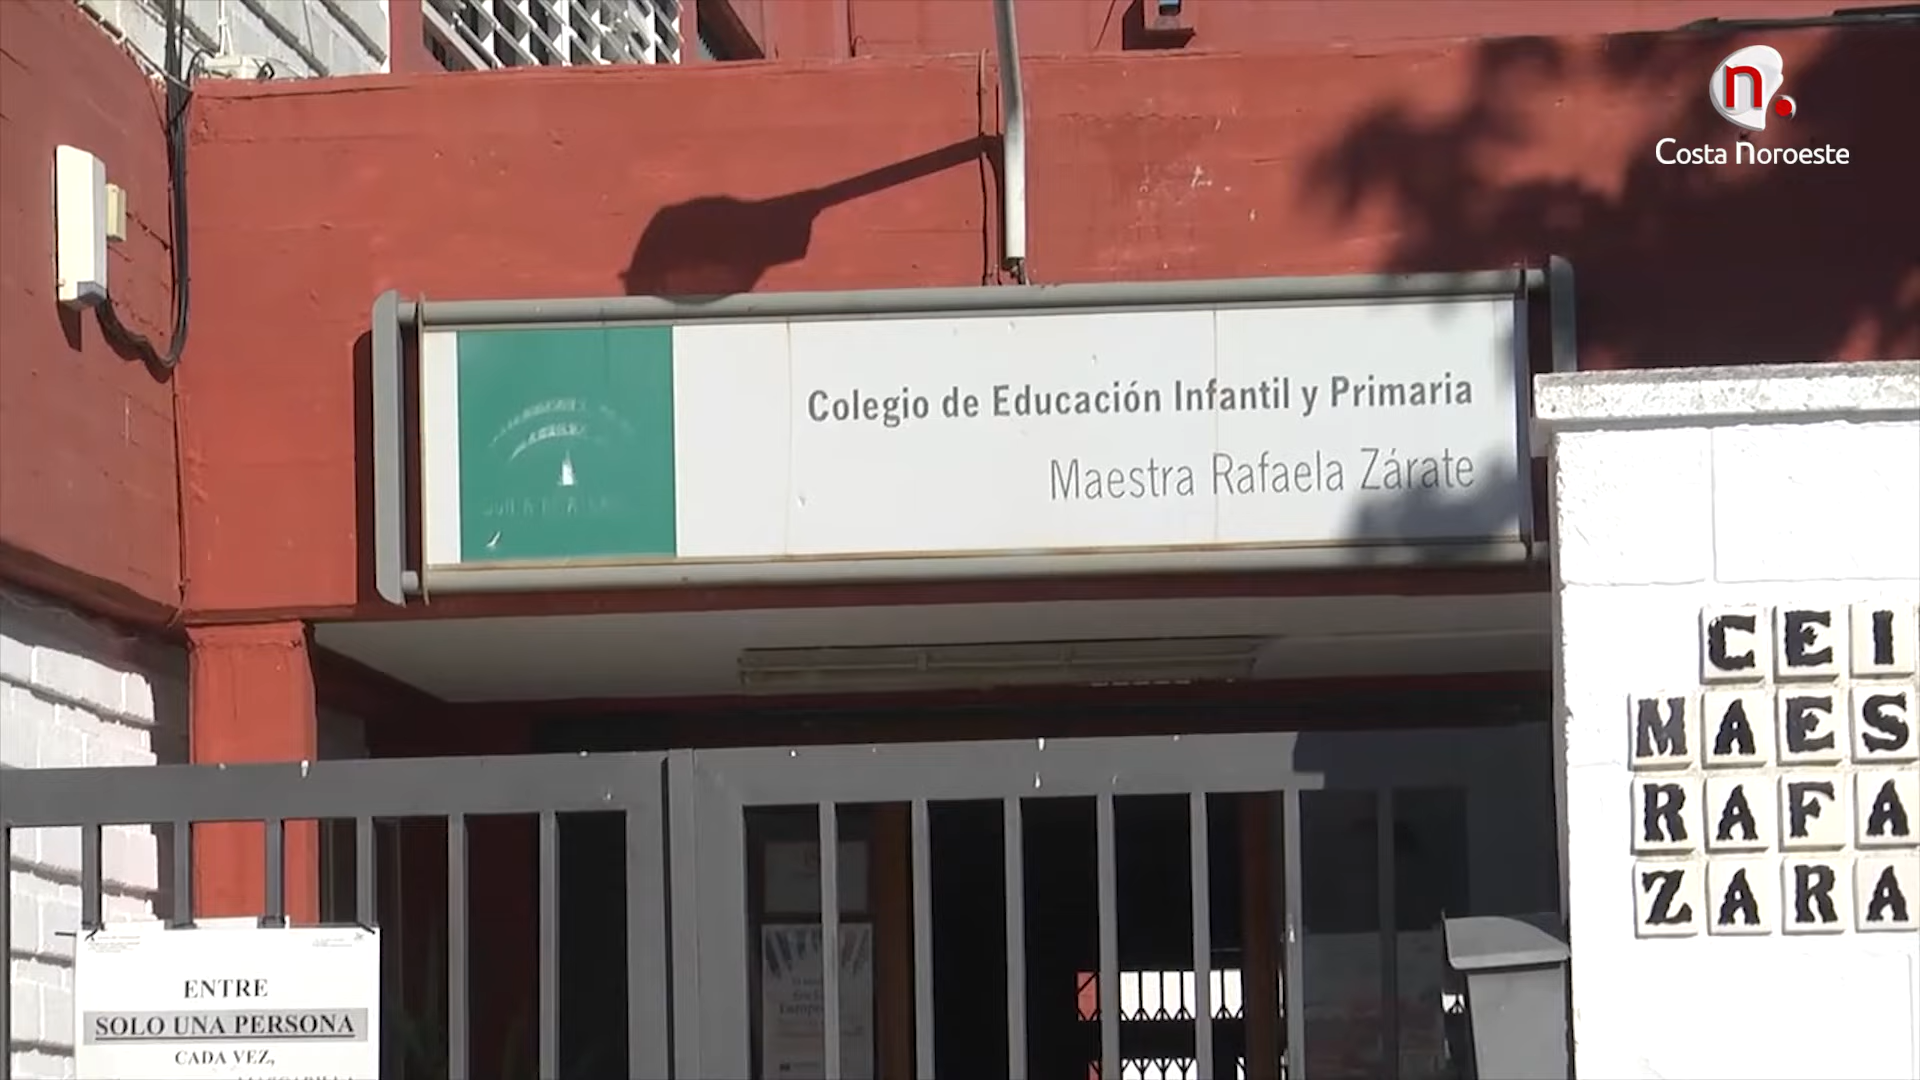 n.
Costa Noroeste
Colegio de Educación Infantil y Primaria
Maestra Rafaela Zárate
CEI
MAES
RAFA
ZARA
ENTRE
SOLO UNA PERSONA
CADA VEZ,